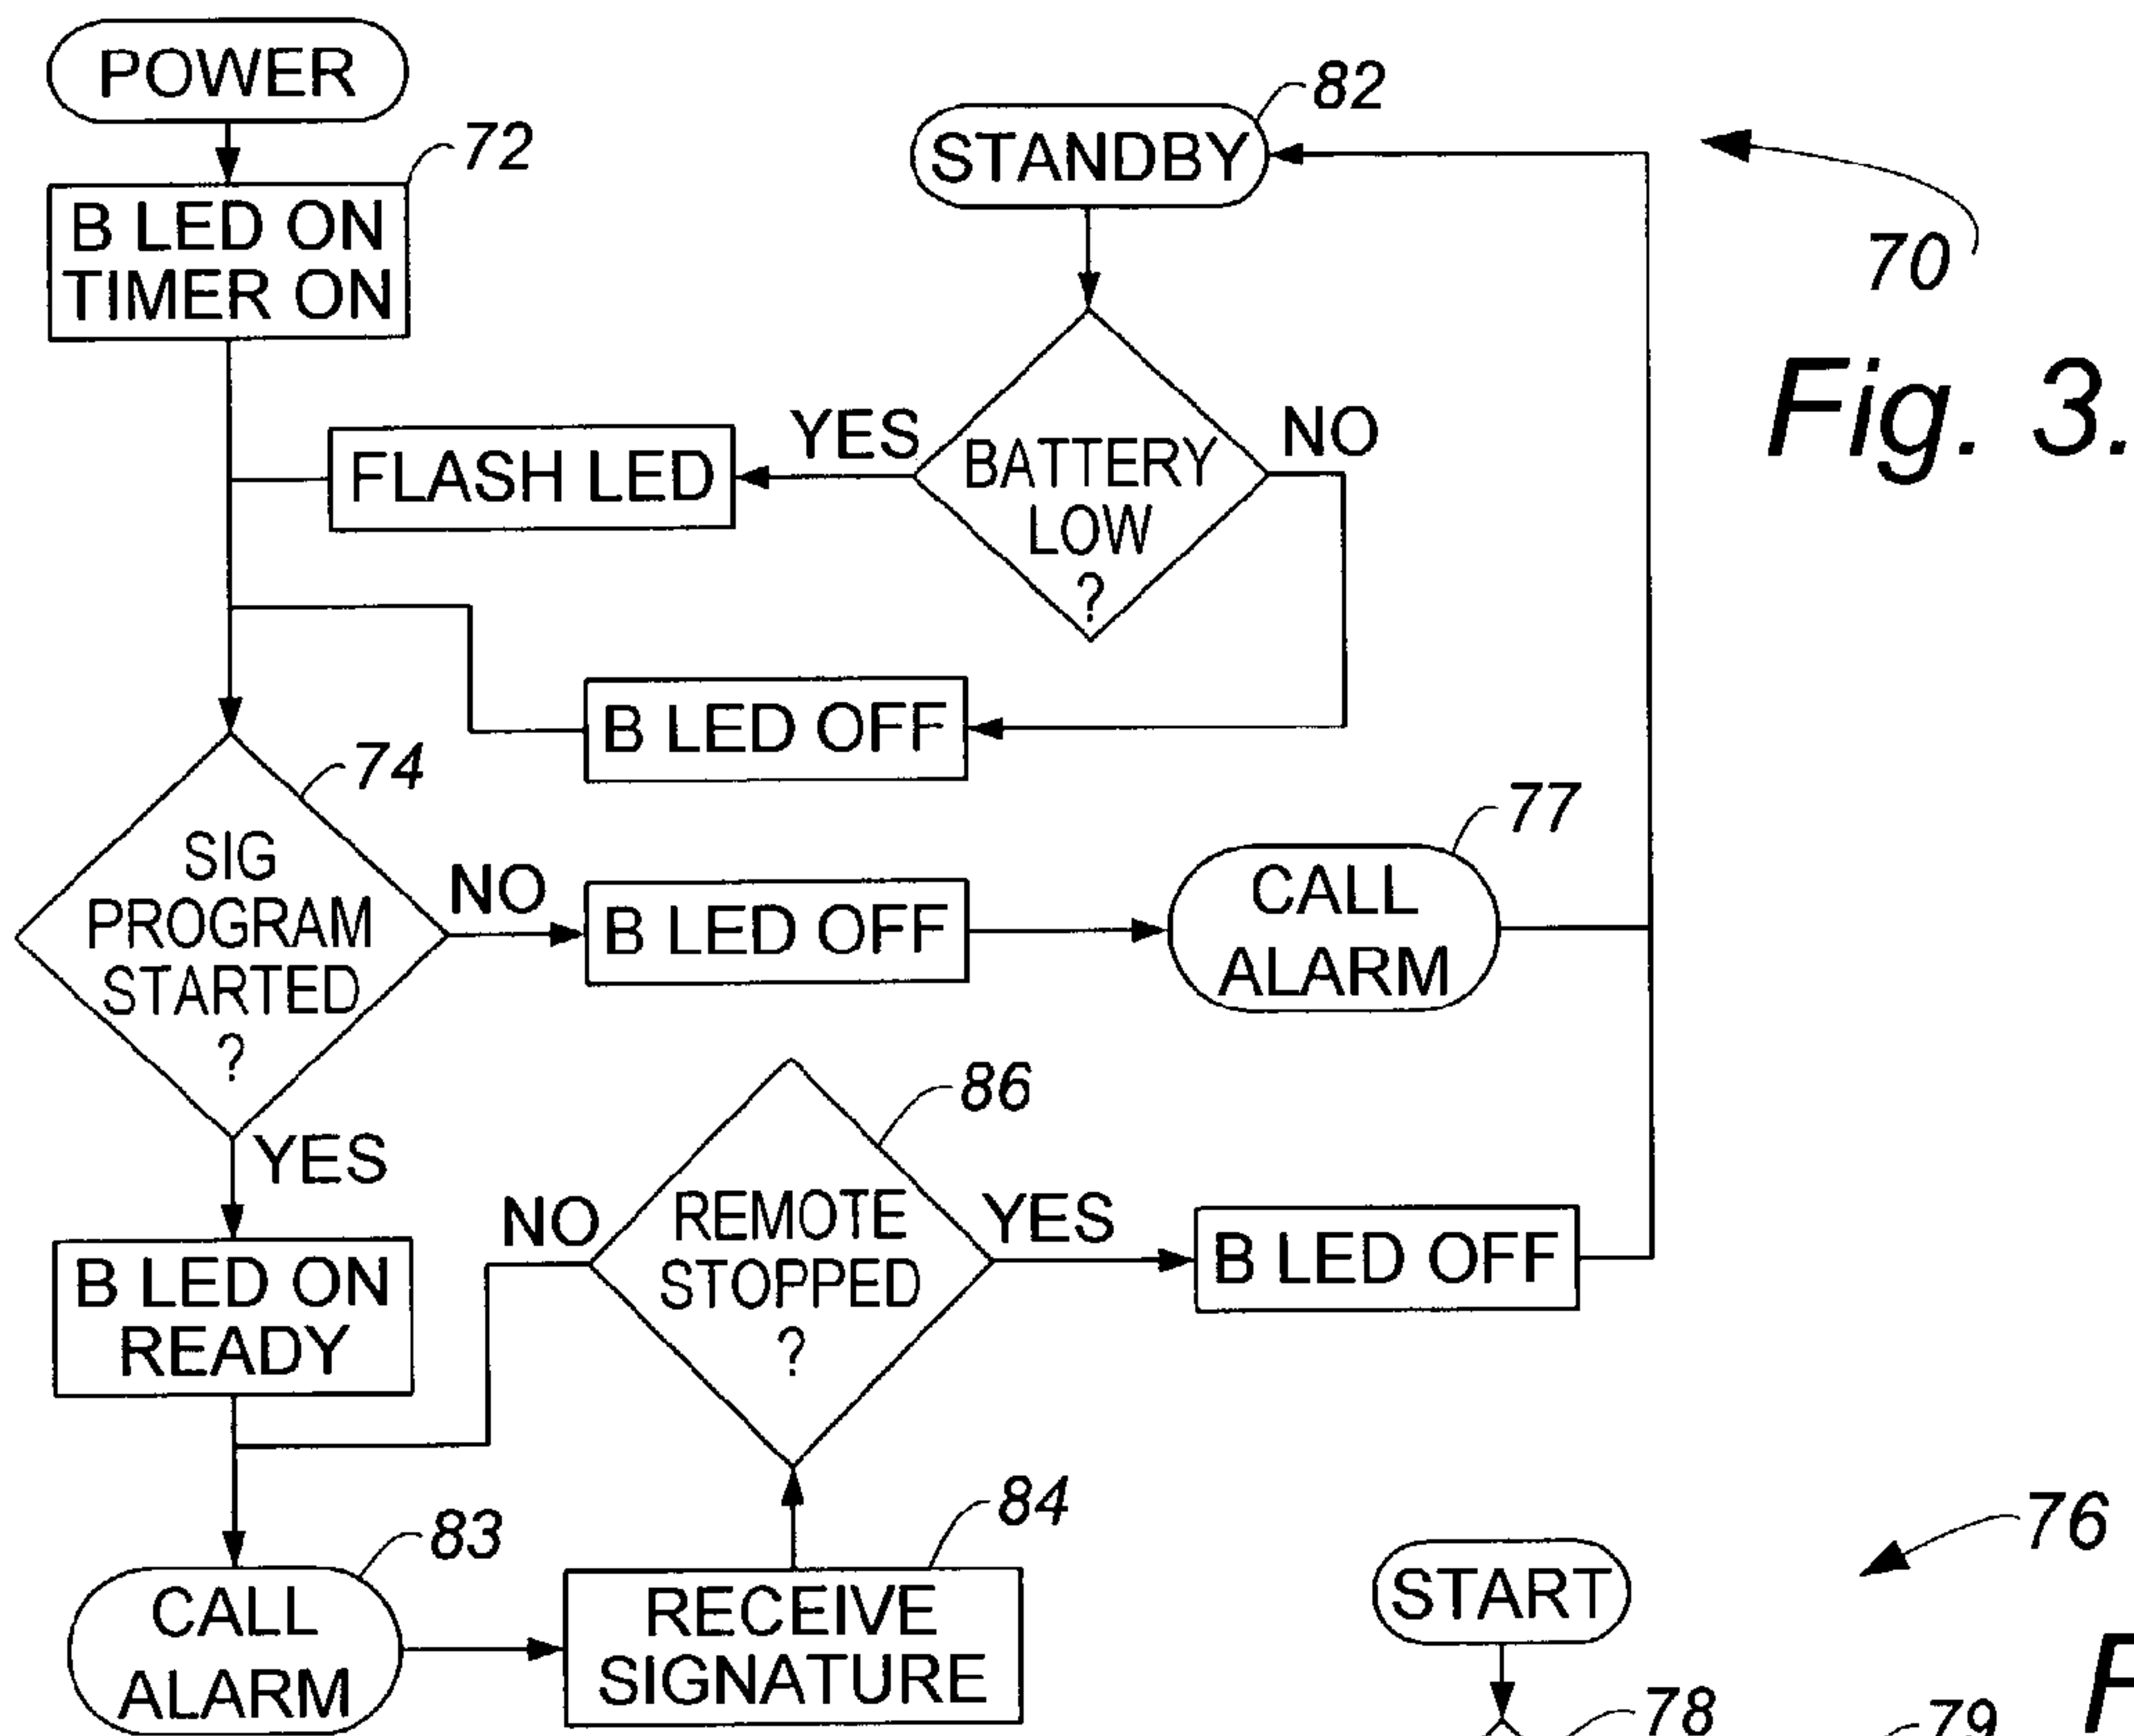 POWER
72
B LED ON
TIMER ON
STANDBY
82
70
Fig. 3.
FLASH LED
YES
BATTERY
LOW
?
NO
B LED OFF
74
SIG
PROGRAM
STARTED
?
NO
B LED OFF
77
CALL
ALARM
YES
B LED ON
READY
86
NO
REMOTE
STOPPED
?
YES
B LED OFF
83
CALL
ALARM
84
RECEIVE
SIGNATURE
START
76
78
79